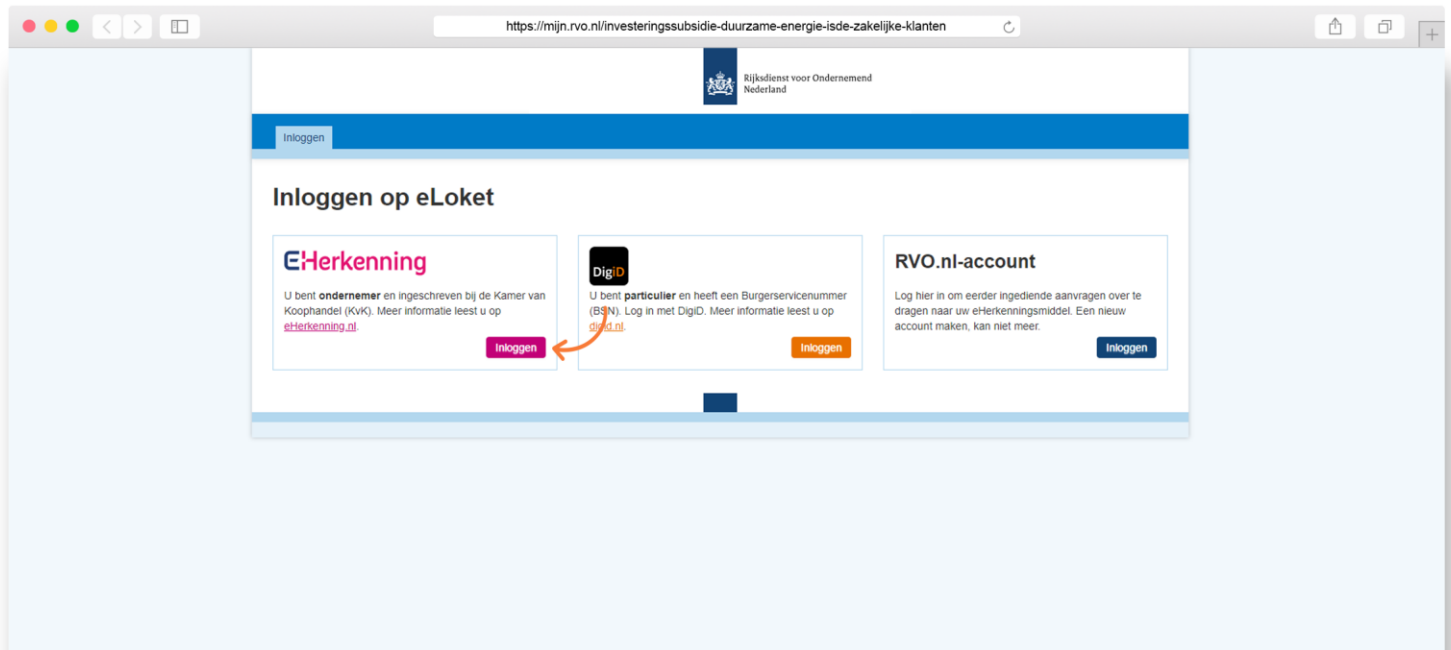 https://mijn.rvo.nl/investeringssubsidie-duurzame-energie-isde-zakelijke-klanten
Rijksdienst voor Ondernemend
Nederland
Inloggen
Inloggen op eLoket
eHerkenning
U bent ondernemer en ingeschreven bij de Kamer van
Koophandel (KvK). Meer informatie leest u op
eHerkenning.nl.
Inloggen
DigiD
U bent particulier en heeft een Burgerservicenummer
(BSN). Log in met DigiD. Meer informatie leest u op
digid.nl.
Inloggen
RVO.nl-account
Log hier in om eerder ingediende aanvragen over te
dragen naar uw eHerkenningsmiddel. Een nieuw
account maken, kan niet meer.
Inloggen